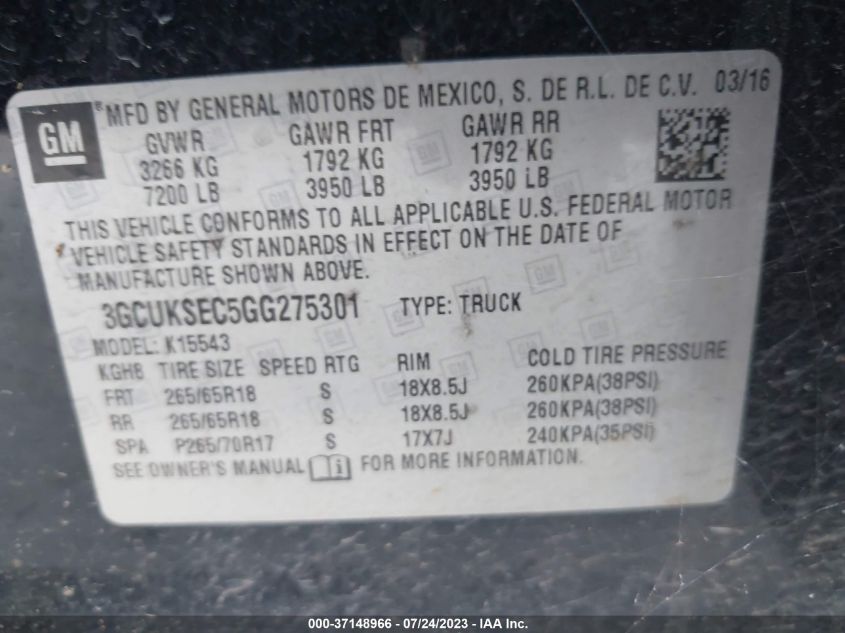 GM ® MFD BY GENERAL MOTORS DE MEXICO, S. DE R.L. DE C.V. 03/16
GVWR GAWR FRT GAWR RR
3266 KG 1792 KG 1792 KG
7200 LB 3950 LB 3950 LB
THIS VEHICLE CONFORMS TO ALL APPLICABLE U.S. FEDERAL MOTOR
VEHICLE SAFETY STANDARDS IN EFFECT ON THE DATE OF
MANUFACTURE SHOWN ABOVE.
3GCUKSEC5GG275301 TYPE: TRUCK
MODEL: K15543
KGHB TIRE SIZE SPEED RTG RIM COLD TIRE PRESSURE
FRT 265/65R18 S 18X8.5J 260KPA(38PSI)
RR 265/65R18 S 18X8.5J 260KPA(38PSI)
SPA P265/70R17 S 17X7J 240KPA(35PSI)
SEE OWNER'S MANUAL i FOR MORE INFORMATION.
000-37148966 - 07/24/2023 - IAA Inc.